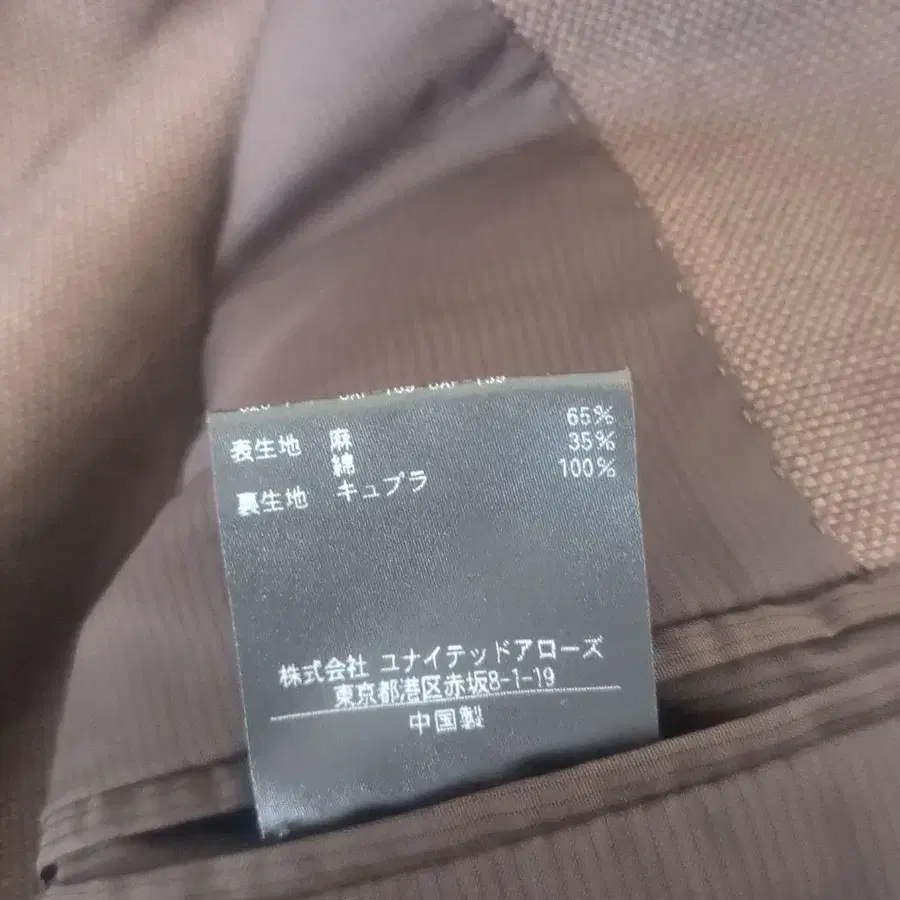 表生地 麻 65%
綿 35%
裏生地 キュプラ 100%
株式会社 ユナイテッドアローズ
東京都港区赤坂8-1-19
中国製